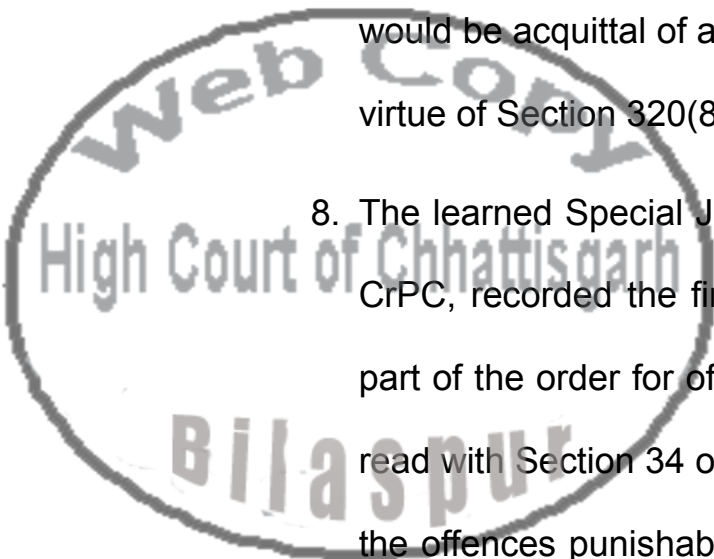 would be acquittal of a
virtue of Section 320(8
8. The learned Special J
CrPC, recorded the fi
part of the order for of
read with Section 34 o
the offences punishab
Web Copy
High Court of Chhattisgarh
Bilaspur